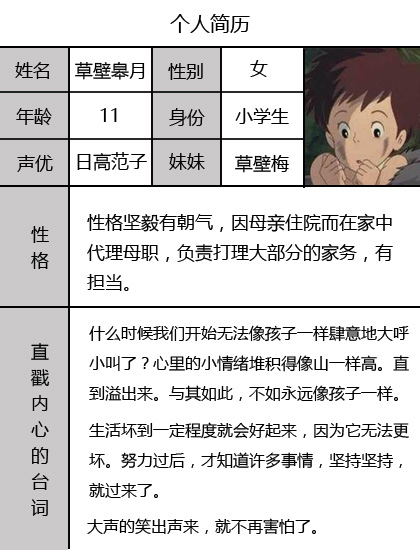 个人简历
姓名 草壁皋月 性别 女
年龄 11 身份 小学生
声优 日高范子 妹妹 草壁梅
性格
性格坚毅有朝气，因母亲住院而在家中
代理母职，负责打理大部分的家务，有
担当。
直戳内心的台词
什么时候我们开始无法像孩子一样肆意地大呼
小叫了？心里的小情绪堆积得像山一样高。直
到溢出来。与其如此，不如永远像孩子一样。
生活坏到一定程度就会好起来，因为它无法更
坏。努力过后，才知道许多事情，坚持坚持，
就过来了。
大声的笑出声来，就不再害怕了。